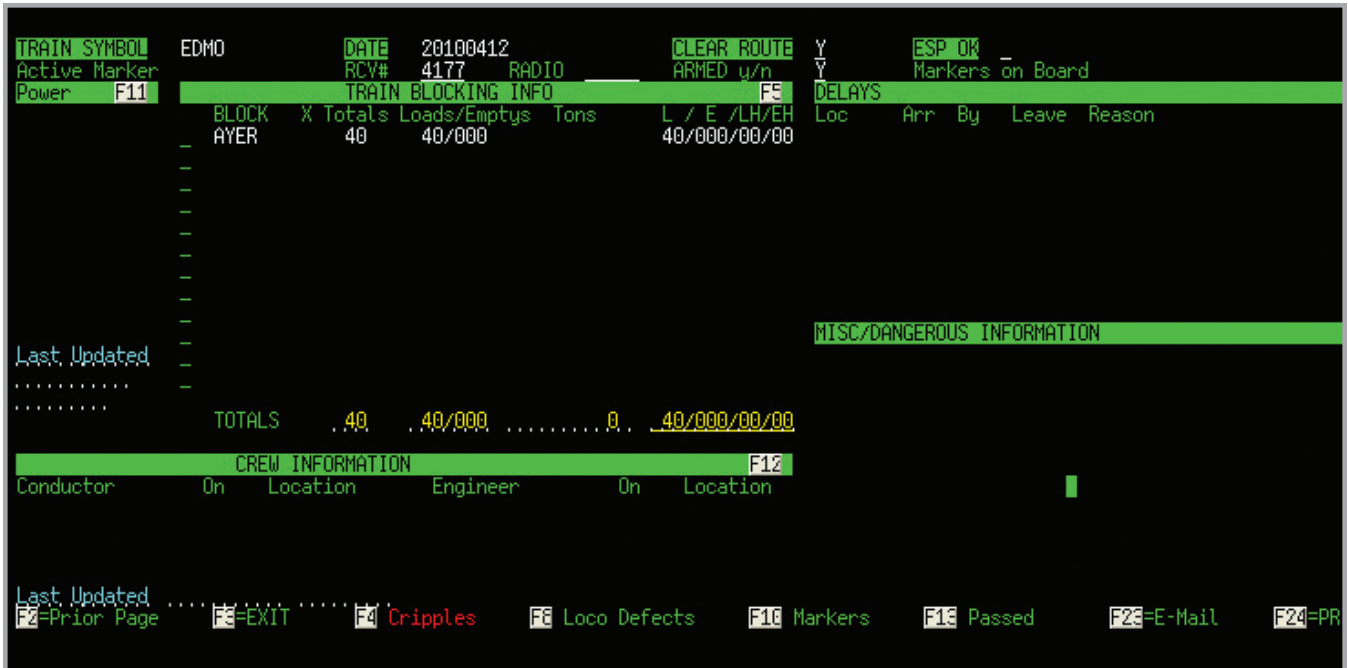 TRAIN SYMBOL EDMO DATE 20100412 CLEAR ROUTE Y ESP OK _
Active Marker RCV# 4177 RADIO _____ ARMED y/n Y Markers on Board
Power F11 TRAIN BLOCKING INFO F5 DELAYS
BLOCK X Totals Loads/Emptys Tons L / E /LH/EH Loc Arr By Leave Reason
_ AYER 40 40/000 40/000/00/00
MISC/DANGEROUS INFORMATION
Last Updated
TOTALS 40 40/000 0 40/000/00/00
CREW INFORMATION F12
Conductor On Location Engineer On Location
Last Updated
F2=Prior Page F3=EXIT F4 Cripples F8 Loco Defects F10 Markers F13 Passed F23=E-Mail F24=PR